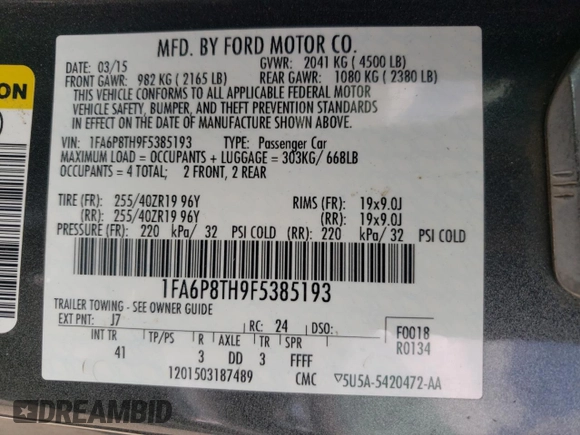 MFD. BY FORD MOTOR CO.
DATE: 03/15 GVWR: 2041 KG ( 4500 LB)
FRONT GAWR: 982 KG ( 2165 LB) REAR GAWR: 1080 KG ( 2380 LB)
THIS VEHICLE CONFORMS TO ALL APPLICABLE FEDERAL MOTOR
VEHICLE SAFETY, BUMPER, AND THEFT PREVENTION STANDARDS
IN EFFECT ON THE DATE OF MANUFACTURE SHOWN ABOVE.
VIN: 1FA6P8TH9F5385193 TYPE: Passenger Car
MAXIMUM LOAD = OCCUPANTS + LUGGAGE = 303KG/ 668LB
OCCUPANTS = 4 TOTAL; 2 FRONT, 2 REAR
TIRE (FR): 255/40ZR19 96Y RIMS (FR): 19x9.0J
(RR): 255/40ZR19 96Y (RR): 19x9.0J
PRESSURE (FR): 220 kPa/ 32 PSI COLD (RR): 220 kPa/ 32 PSI COLD
1FA6P8TH9F5385193
TRAILER TOWING - SEE OWNER GUIDE
EXT PNT: J7 RC: 24 DSO: F0018
INT TR TP/PS R AXLE TR SPR R0134
41 3 DD 3 FFFF
1201503187489 CMC ▽5U5A-5420472-AA
DREAMBID